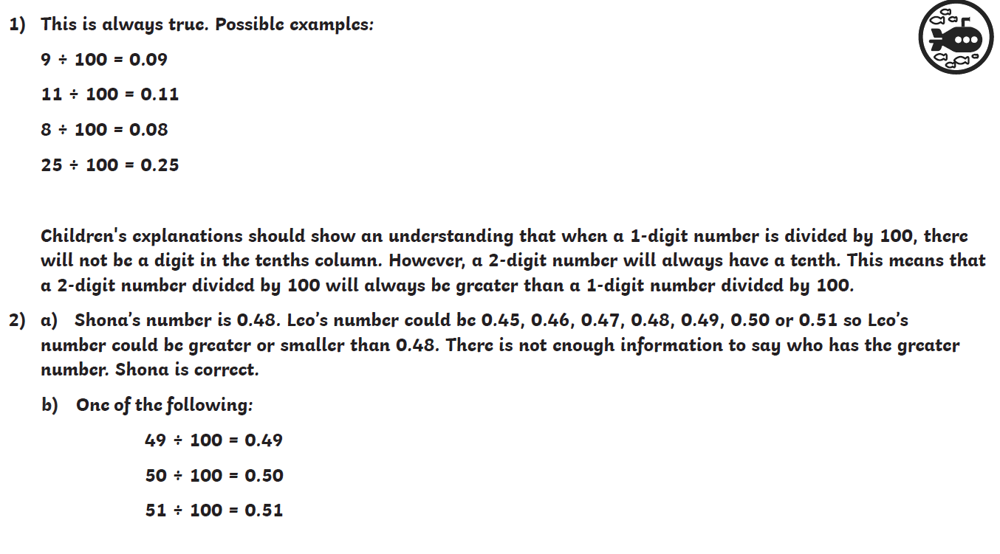 1) This is always true. Possible examples:
9 ÷ 100 = 0.09
11 ÷ 100 = 0.11
8 ÷ 100 = 0.08
25 ÷ 100 = 0.25
Children's explanations should show an understanding that when a 1-digit number is divided by 100, there
will not be a digit in the tenths column. However, a 2-digit number will always have a tenth. This means that
a 2-digit number divided by 100 will always be greater than a 1-digit number divided by 100.
2) a) Shona's number is 0.48. Leo's number could be 0.45, 0.46, 0.47, 0.48, 0.49, 0.50 or 0.51 so Leo's
number could be greater or smaller than 0.48. There is not enough information to say who has the greater
number. Shona is correct.
b) One of the following:
49 ÷ 100 = 0.49
50 ÷ 100 = 0.50
51 ÷ 100 = 0.51